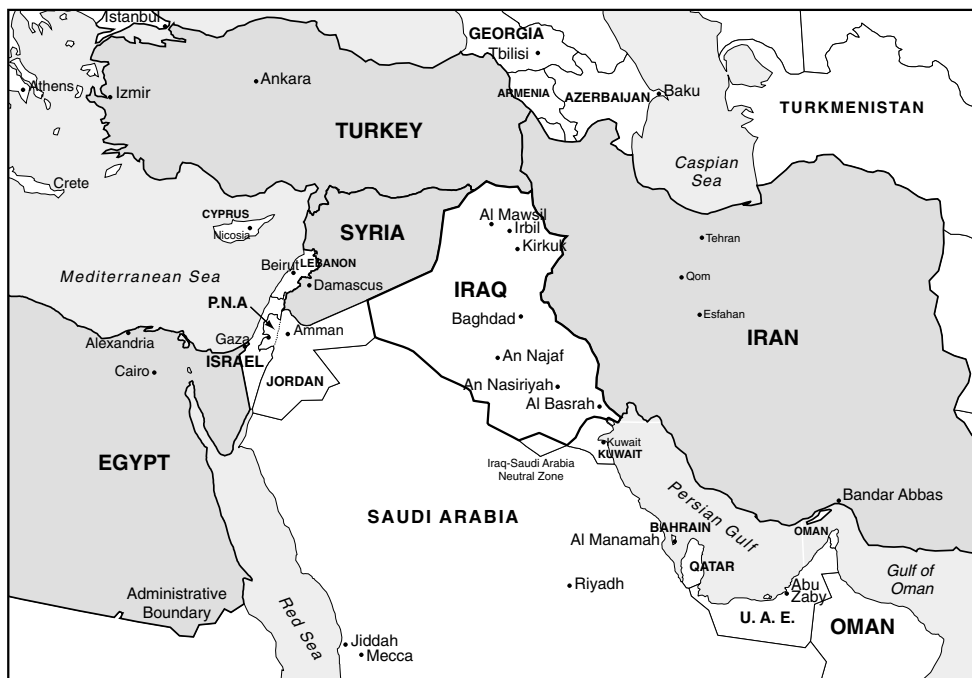 Istanbul
GEORGIA
Tbilisi
Athens
Izmir
Ankara
ARMENIA
AZERBAIJAN
Baku
TURKMENISTAN
TURKEY
Caspian
Sea
Crete
CYPRUS
Nicosia
SYRIA
Al Mawsil
Irbil
Kirkuk
Tehran
Mediterranean Sea
Beirut
LEBANON
Damascus
Qom
P.N.A
IRAQ
Baghdad
Esfahan
IRAN
Alexandria
Gaza
Amman
ISRAEL
Cairo
JORDAN
An Najaf
An Nasiriyah
Al Basrah
EGYPT
Kuwait
KUWAIT
Iraq-Saudi Arabia
Neutral Zone
SAUDI ARABIA
Persian Gulf
Bandar Abbas
BAHRAIN
Al Manamah
OMAN
QATAR
Gulf of
Oman
Riyadh
Abu
Zaby
Administrative
Boundary
Red Sea
U. A. E.
OMAN
Jiddah
Mecca